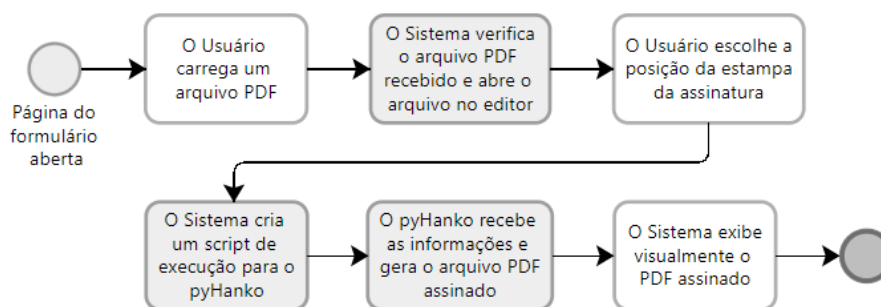 Página do
formulário
aberta
O Usuário
carrega um
arquivo PDF
O Sistema verifica
o arquivo PDF
recebido e abre o
arquivo no editor
O Usuário escolhe a
posição da estampa
da assinatura
O Sistema cria
um script de
execução para o
pyHanko
O pyHanko recebe
as informações e
gera o arquivo PDF
assinado
O Sistema exibe
visualmente o
PDF assinado